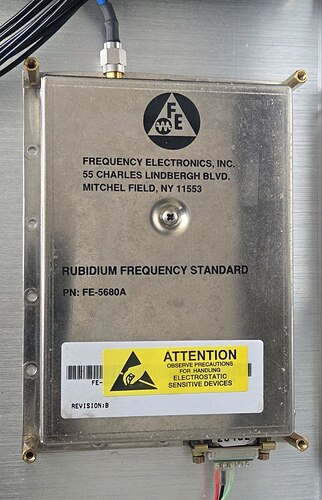 FE
FREQUENCY ELECTRONICS, INC.
55 CHARLES LINDBERGH BLVD.
MITCHEL FIELD, NY 11553
RUBIDIUM FREQUENCY STANDARD
PN: FE-5680A
ATTENTION
OBSERVE PRECAUTIONS
FOR HANDLING
ELECTROSTATIC
SENSITIVE DEVICES
FE-
REVISION:B